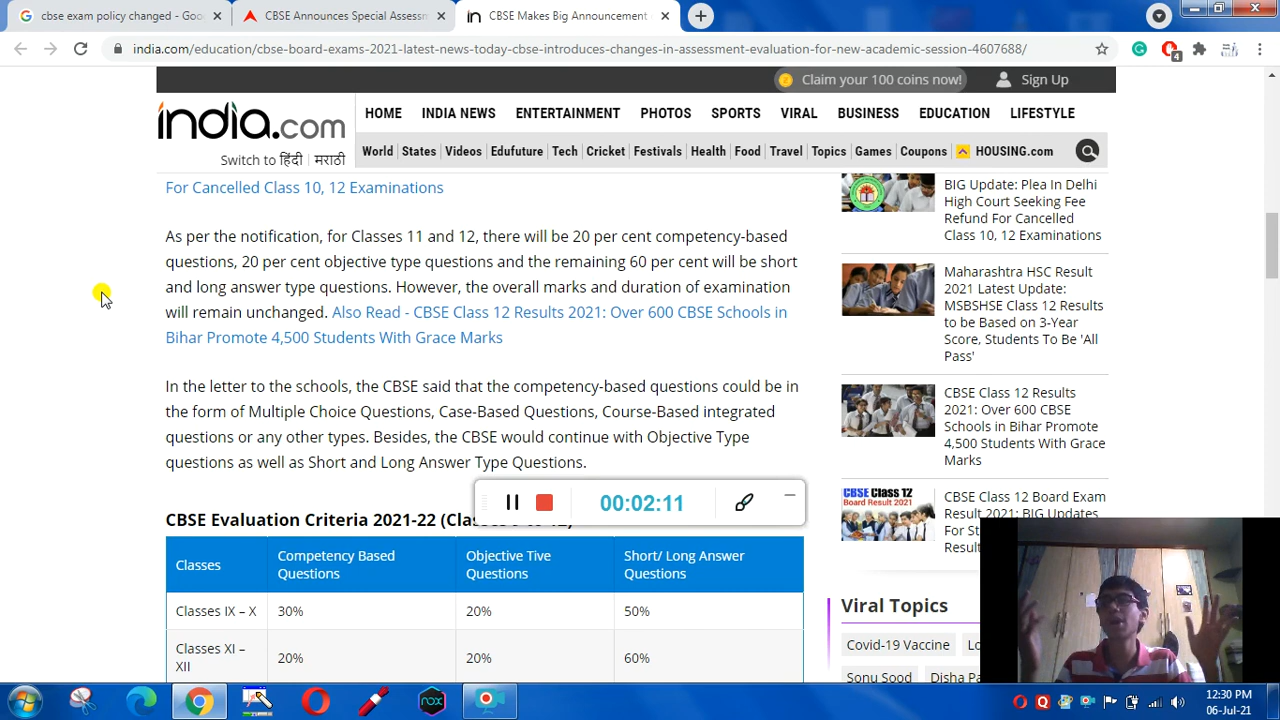 cbse exam policy changed - Goo
CBSE Announces Special Assessm
CBSE Makes Big Announcement
india.com/education/cbse-board-exams-2021-latest-news-today-cbse-introduces-changes-in-assessment-evaluation-for-new-academic-session-4607688/
4
Claim your 100 coins now!
Sign Up
india.com
Switch to हिंदी | मराठी
HOME INDIA NEWS ENTERTAINMENT PHOTOS SPORTS VIRAL BUSINESS EDUCATION LIFESTYLE
World States Videos Edufuture Tech Cricket Festivals Health Food Travel Topics Games Coupons HOUSING.com
For Cancelled Class 10, 12 Examinations
As per the notification, for Classes 11 and 12, there will be 20 per cent competency-based
questions, 20 per cent objective type questions and the remaining 60 per cent will be short
and long answer type questions. However, the overall marks and duration of examination
will remain unchanged. Also Read - CBSE Class 12 Results 2021: Over 600 CBSE Schools in
Bihar Promote 4,500 Students With Grace Marks
In the letter to the schools, the CBSE said that the competency-based questions could be in
the form of Multiple Choice Questions, Case-Based Questions, Course-Based integrated
questions or any other types. Besides, the CBSE would continue with Objective Type
questions as well as Short and Long Answer Type Questions.
00:02:11
CBSE Evaluation Criteria 2021-22
Classes
Competency Based
Questions
Objective Tive
Questions
Short/ Long Answer
Questions
Classes IX – X 30% 20% 50%
Classes XI –
XII
20% 20% 60%
BIG Update: Plea In Delhi
High Court Seeking Fee
Refund For Cancelled
Class 10, 12 Examinations
Maharashtra HSC Result
2021 Latest Update:
MSBSHSE Class 12 Results
to be Based on 3-Year
Score, Students To Be 'All
Pass'
CBSE Class 12 Results
2021: Over 600 CBSE
Schools in Bihar Promote
4,500 Students With Grace
Marks
CBSE Class 12
Board Result 2021
CBSE Class 12 Board Exam
Result 2021: BIG Updates
For St
Result
Viral Topics
Covid-19 Vaccine Lo
Sonu Sood Disha Pa
nox
12:30 PM
06-Jul-21